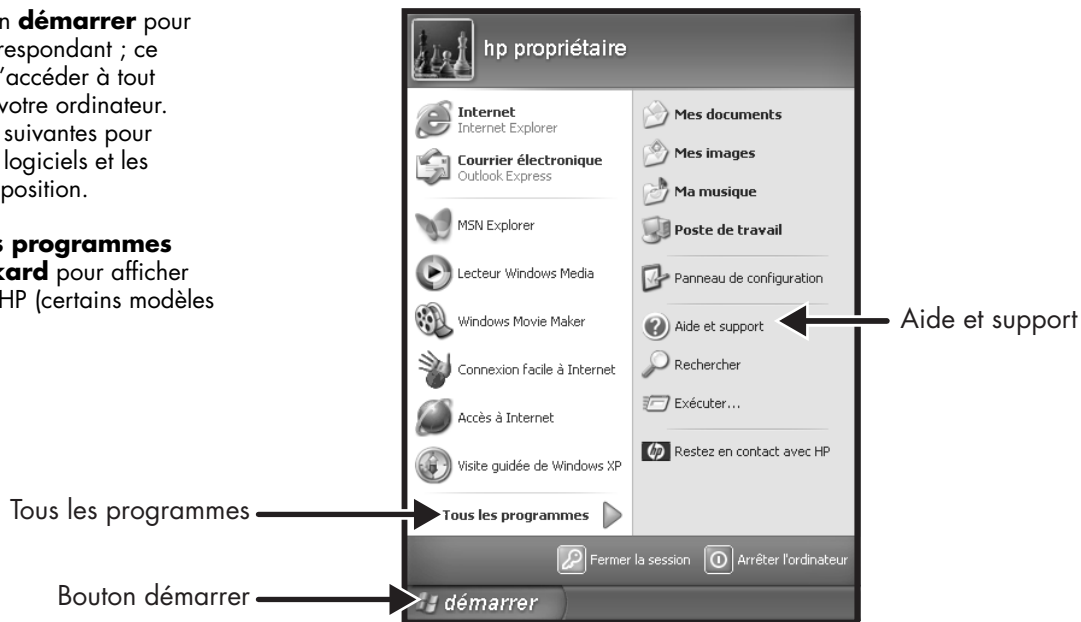 n démarrer pour
respondant ; ce
'accéder à tout
votre ordinateur.
suivantes pour
logiciels et les
position.
s programmes
kard pour afficher
HP (certains modèles
hp propriétaire
Internet
Internet Explorer
Courrier électronique
Outlook Express
MSN Explorer
Lecteur Windows Media
Windows Movie Maker
Connexion facile à Internet
Accès à Internet
Visite guidée de Windows XP
Tous les programmes
Mes documents
Mes images
Ma musique
Poste de travail
Panneau de configuration
Aide et support
Rechercher
Exécuter...
hp
Restez en contact avec HP
Fermer la session
Arrêter l'ordinateur
démarrer
Aide et support
Tous les programmes
Bouton démarrer